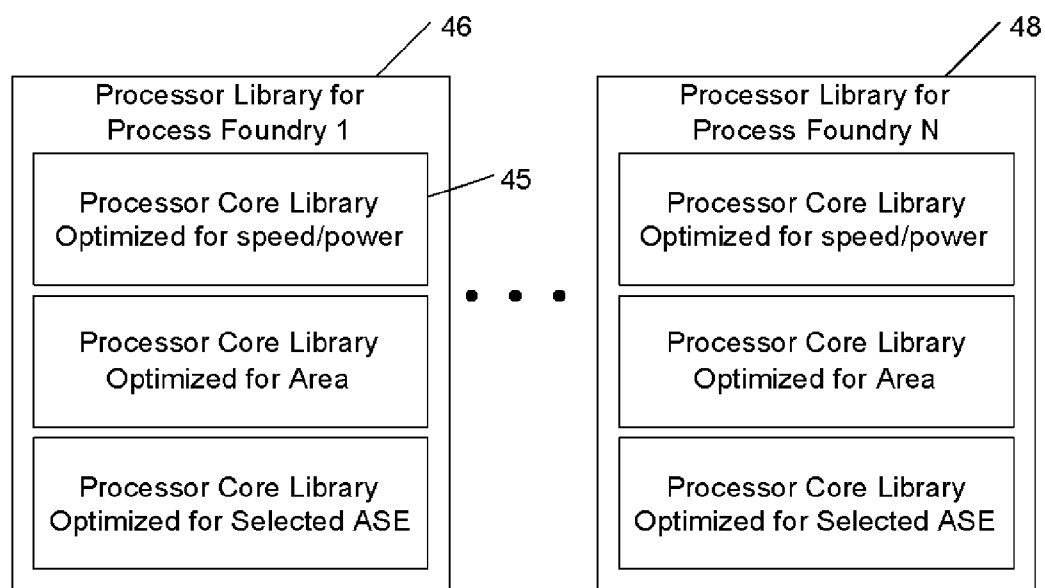 46
48
Processor Library for
Process Foundry 1
45
Processor Core Library
Optimized for speed/power
Processor Core Library
Optimized for Area
Processor Core Library
Optimized for Selected ASE
Processor Library for
Process Foundry N
Processor Core Library
Optimized for speed/power
Processor Core Library
Optimized for Area
Processor Core Library
Optimized for Selected ASE